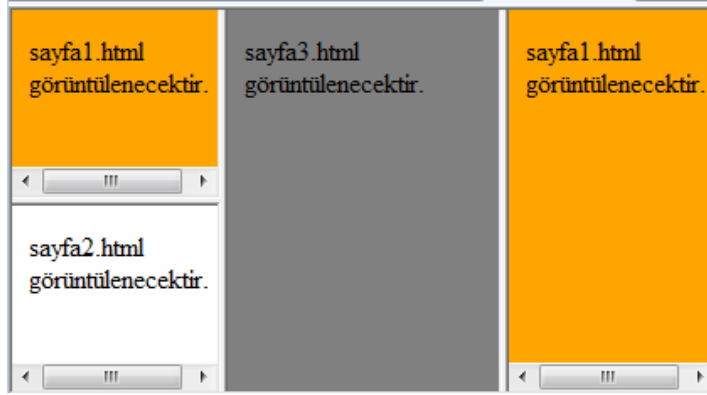 sayfa1.html
görüntülenecektir.
sayfa2.html
görüntülenecektir.
sayfa3.html
görüntülenecektir.
sayfa1.html
görüntülenecektir.